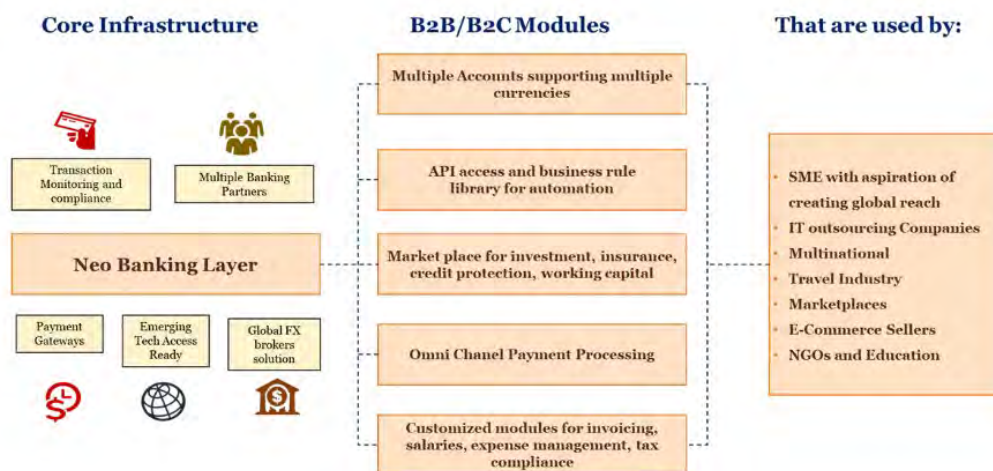 Core Infrastructure
B2B/B2C Modules
That are used by:
Transaction
Monitoring and
compliance
Multiple Banking
Partners
Neo Banking Layer
Payment
Gateways
Emerging
Tech Access
Ready
Global FX
brokers
solution
Multiple Accounts supporting multiple
currencies
API access and business rule
library for automation
Market place for investment, insurance,
credit protection, working capital
Omni Chanel Payment Processing
Customized modules for invoicing,
salaries, expense management, tax
compliance
• SME with aspiration of
creating global reach
• IT outsourcing Companies
• Multinational
• Travel Industry
• Marketplaces
• E-Commerce Sellers
• NGOs and Education